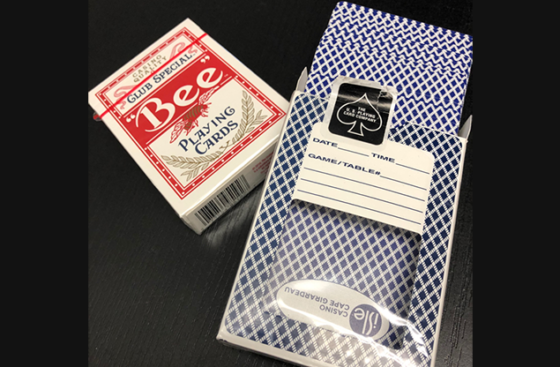 CASINO
QUALITY
CLUB SPECIAL
"Bee"
PLAYING
CARDS
THE
U.S. PLAYING
CARD COMPANY
DATE TIME
GAME/TABLE#
isle
CASINO
CAPE GIRARDEAU